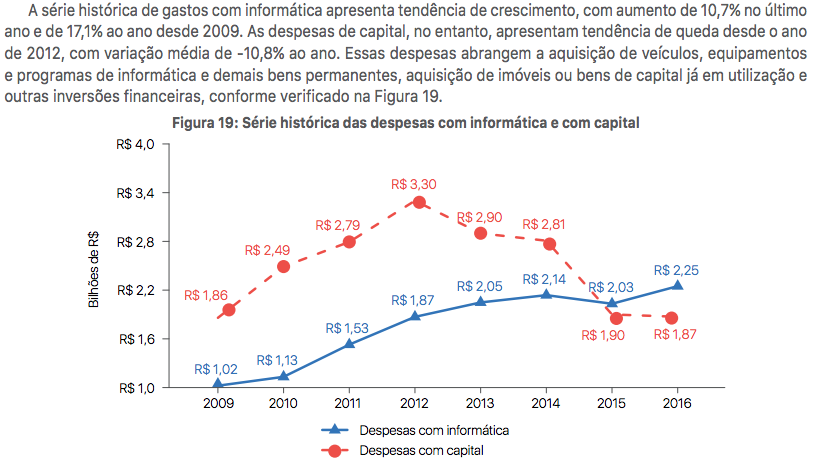 A série histórica de gastos com informática apresenta tendência de crescimento, com aumento de 10,7% no último
ano e de 17,1% ao ano desde 2009. As despesas de capital, no entanto, apresentam tendência de queda desde o ano
de 2012, com variação média de -10,8% ao ano. Essas despesas abrangem a aquisição de veículos, equipamentos
e programas de informática e demais bens permanentes, aquisição de imóveis ou bens de capital já em utilização e
outras inversões financeiras, conforme verificado na Figura 19.
Figura 19: Série histórica das despesas com informática e com capital
Bilhões de R$
R$ 4,0
R$ 3,4
R$ 2,8
R$ 2,2
R$ 1,6
R$ 1,0
R$ 1,86
R$ 2,49
R$ 2,79
R$ 3,30
R$ 2,90
R$ 2,81
R$ 1,90
R$ 1,87
R$ 1,02
R$ 1,13
R$ 1,53
R$ 1,87
R$ 2,05
R$ 2,14
R$ 2,03
R$ 2,25
2009 2010 2011 2012 2013 2014 2015 2016
Despesas com informática
Despesas com capital